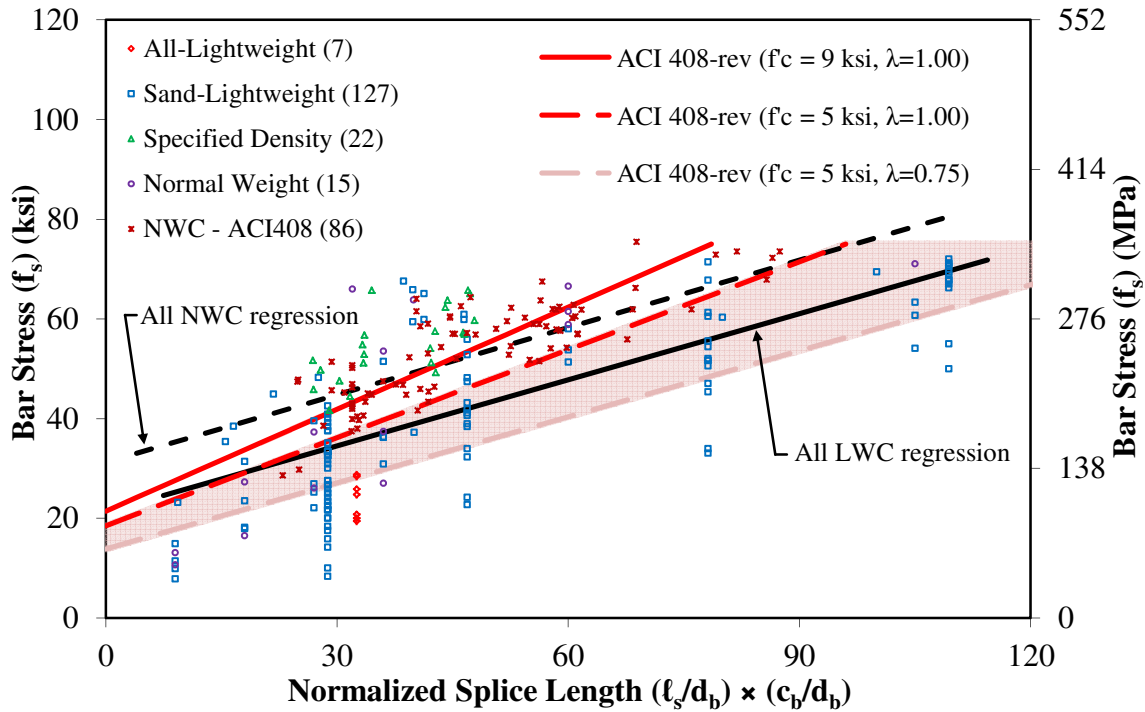 120
100
80
60
40
20
0
Bar Stress (fₛ) (ksi)
552
414
276
138
0
Bar Stress (fₛ) (MPa)
All-Lightweight (7)
Sand-Lightweight (127)
Specified Density (22)
Normal Weight (15)
NWC - ACI408 (86)
ACI 408-rev (f'c = 9 ksi, λ=1.00)
ACI 408-rev (f'c = 5 ksi, λ=1.00)
ACI 408-rev (f'c = 5 ksi, λ=0.75)
All NWC regression
All LWC regression
0
30
60
90
120
Normalized Splice Length (ℓₛ/d_b) × (c_b/d_b)